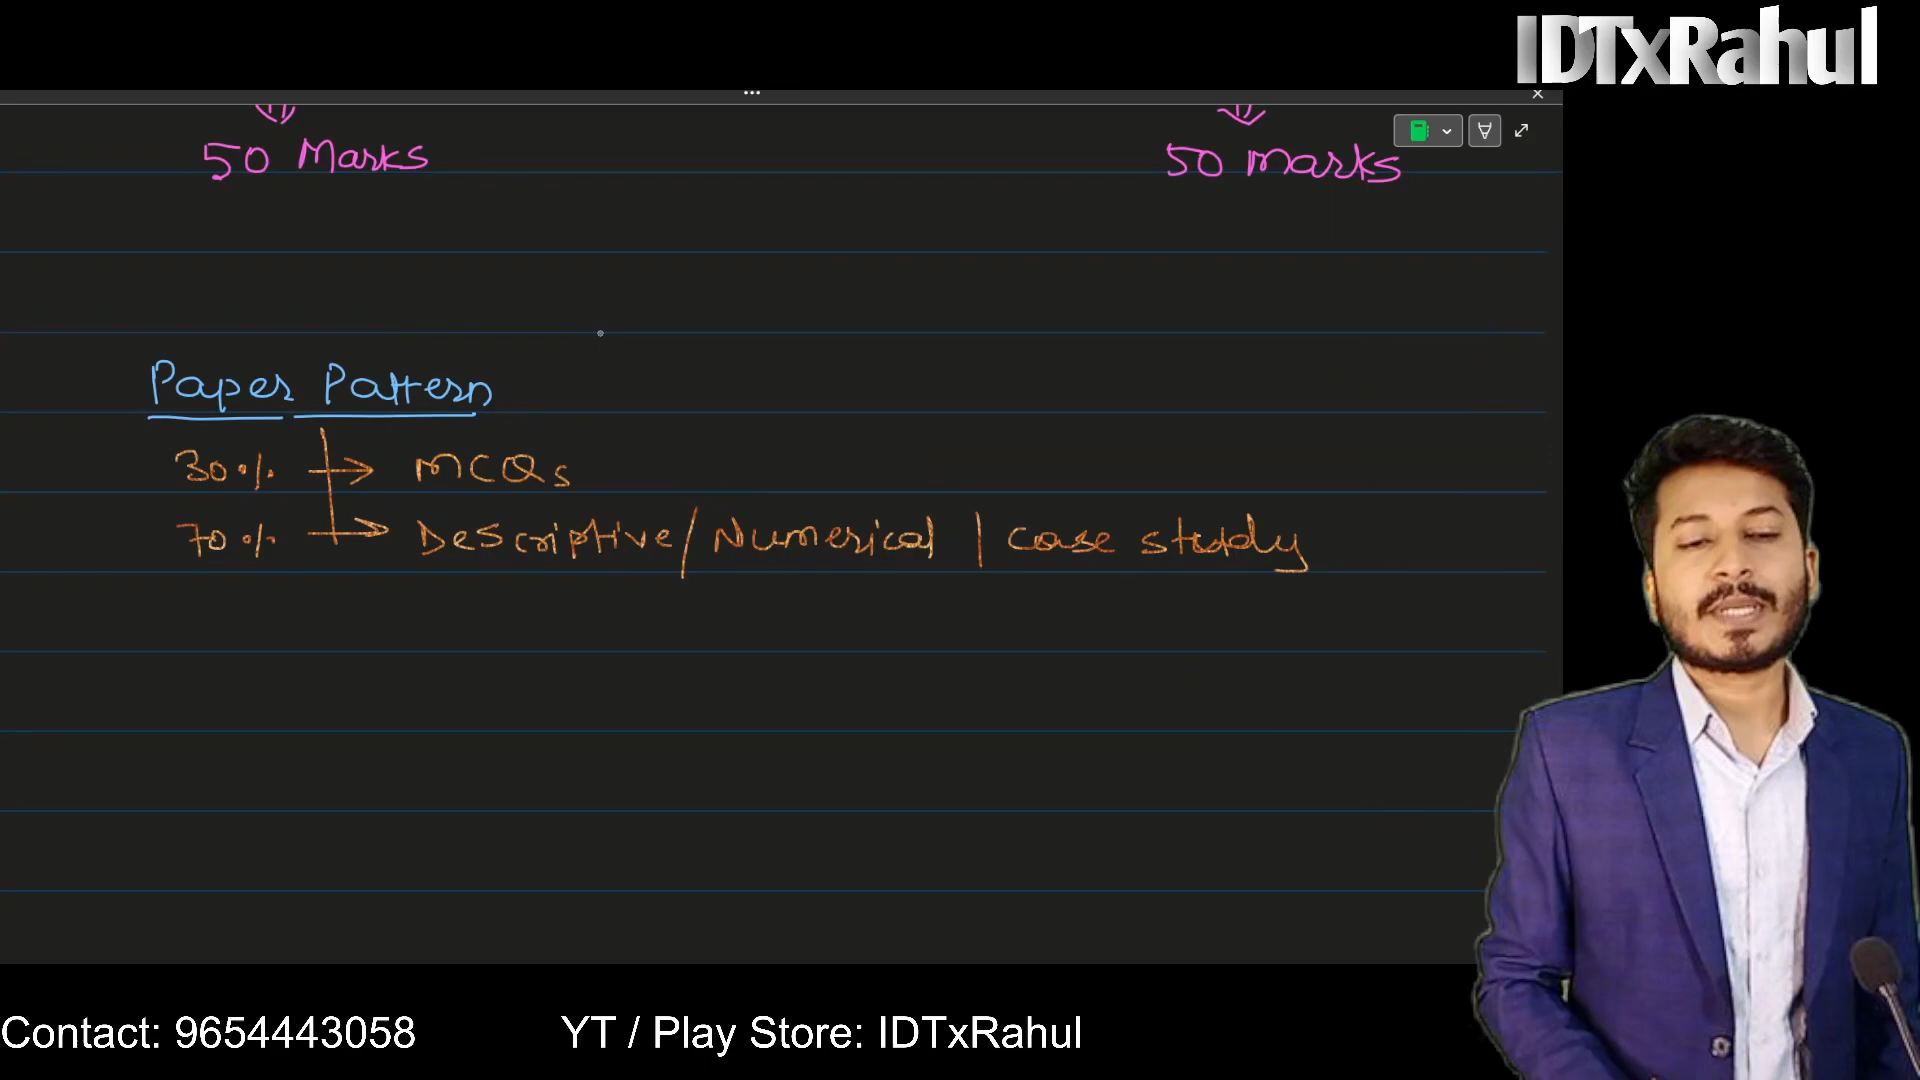 IDTxRahul
50 Marks
50 marks
Paper Pattern
30% → MCQs
70% → Descriptive/Numerical | Case study
Contact: 9654443058
YT / Play Store: IDTxRahul